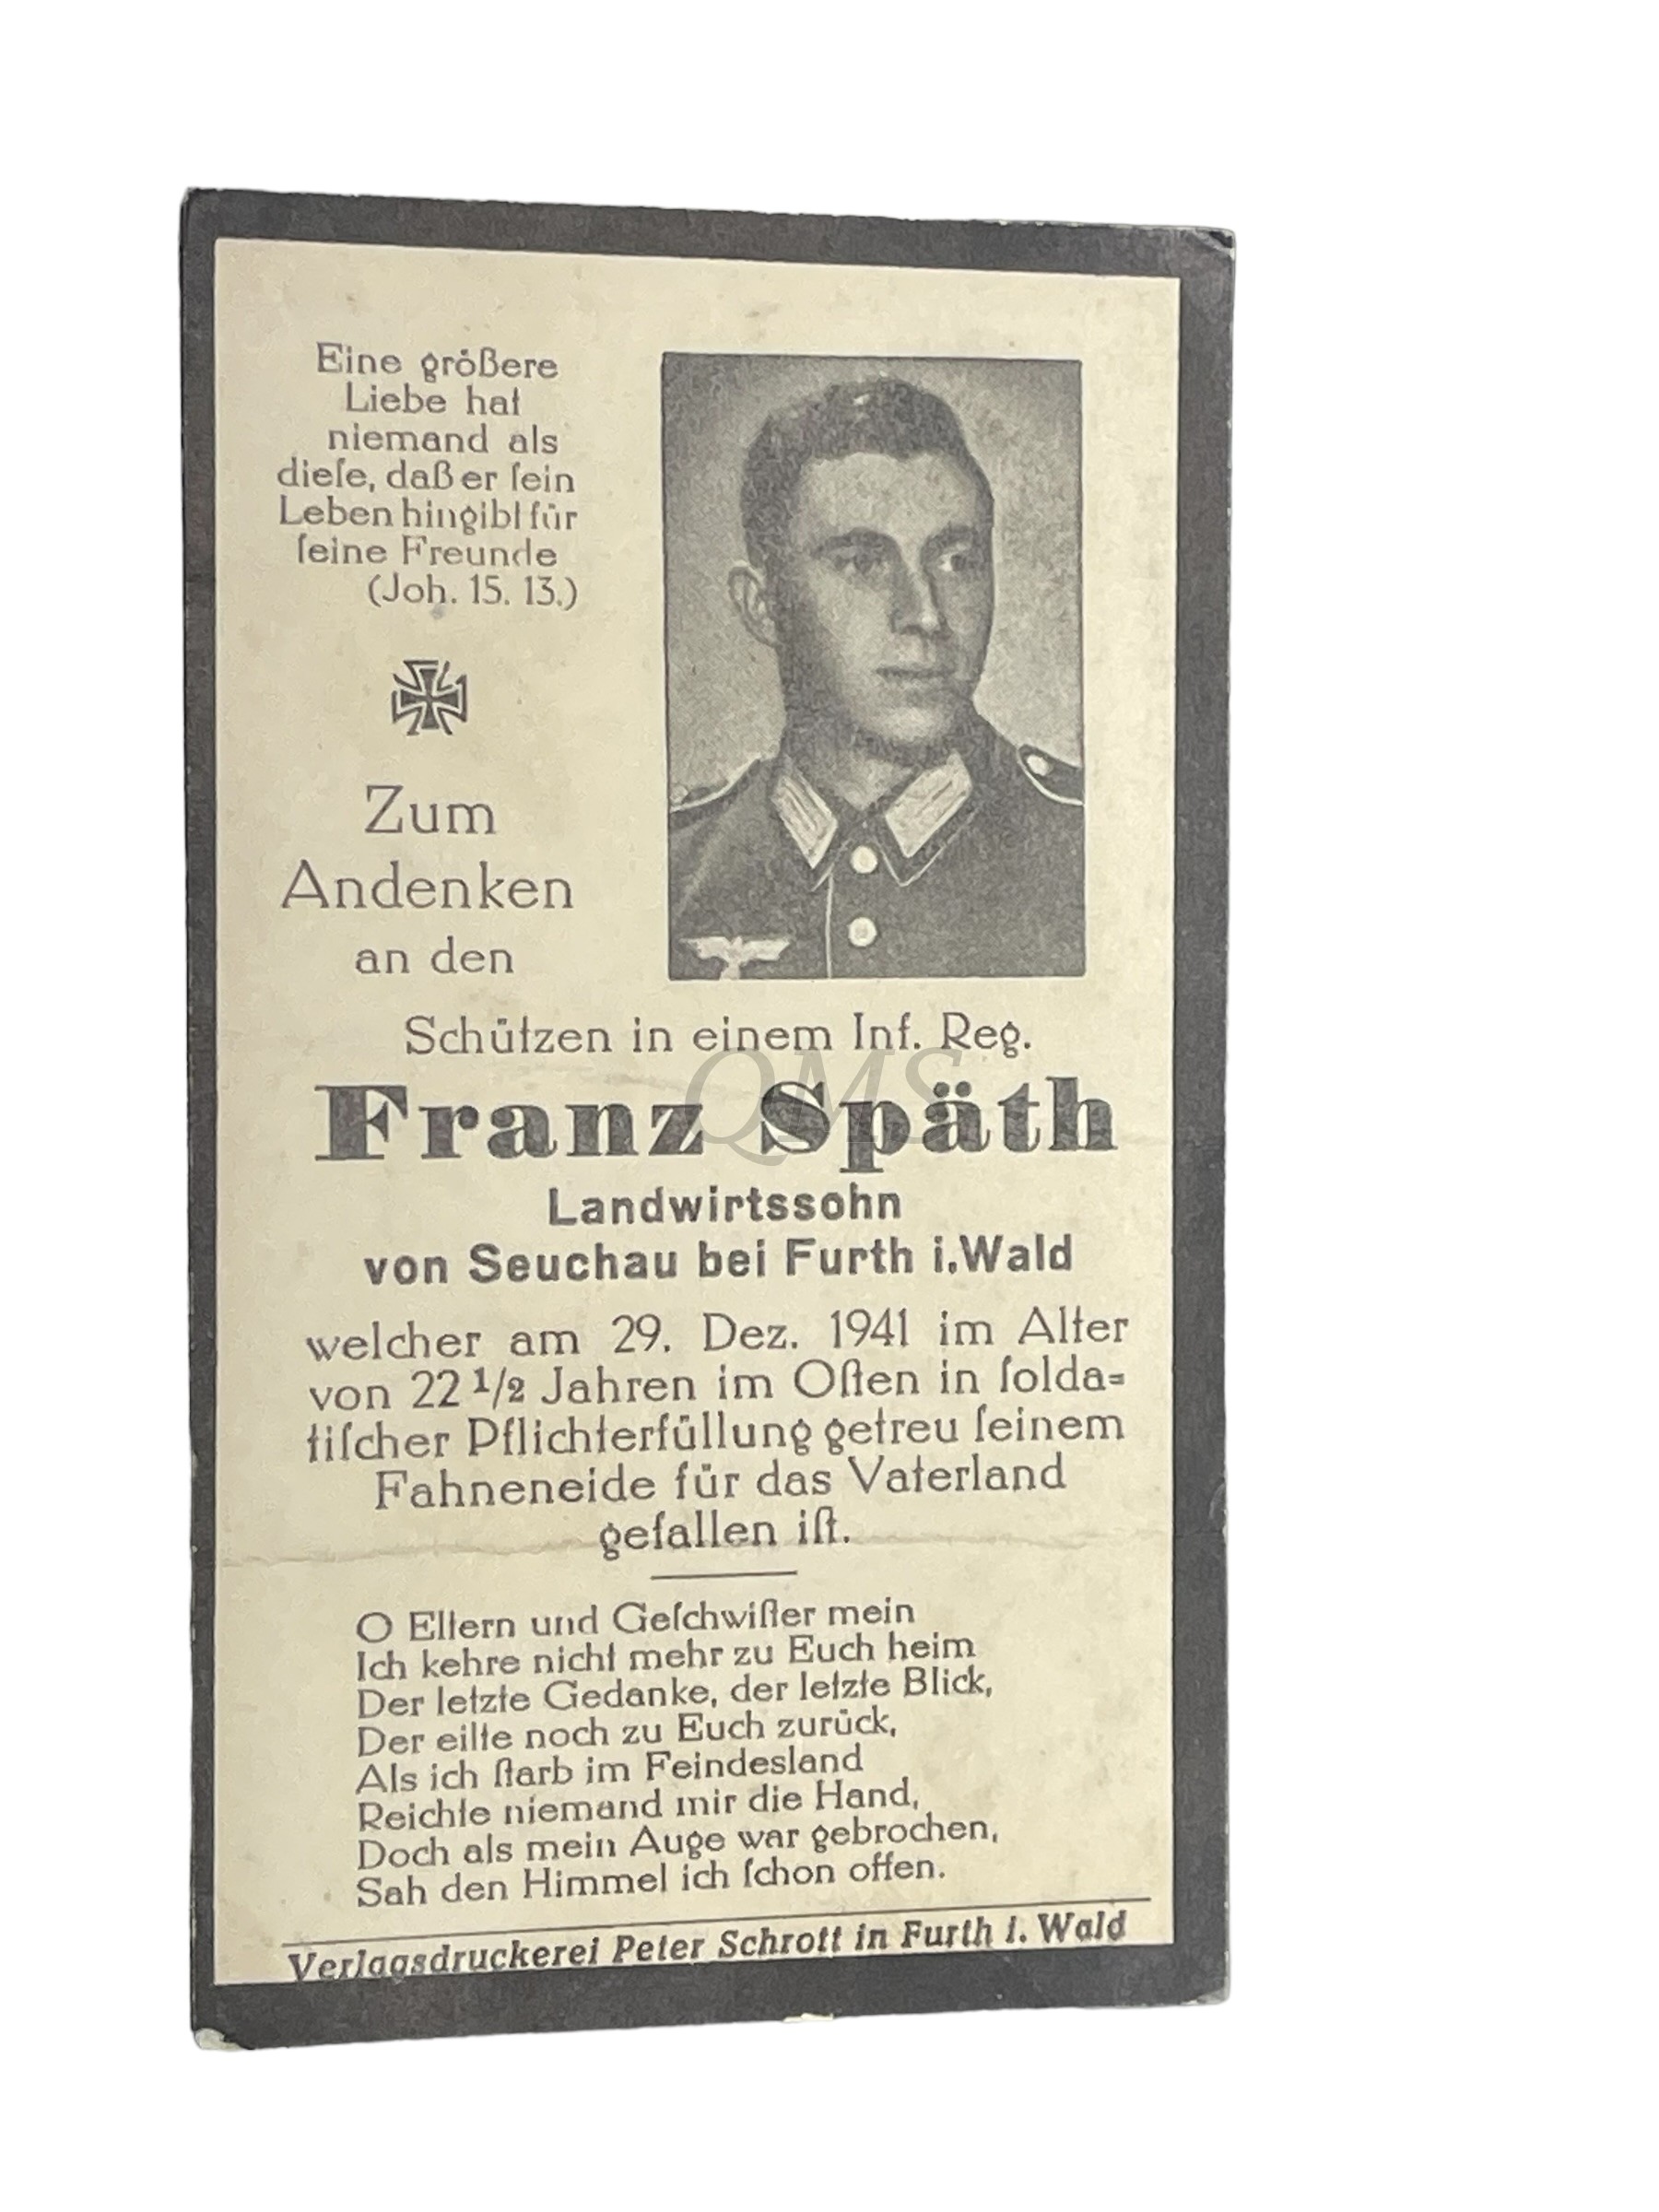 Eine größere
Liebe hat
niemand als
dieſe, daß er ſein
Leben hingibt für
ſeine Freunde
(Joh. 15. 13.)
Zum
Andenken
an den
Schützen in einem Inf. Reg.
QMS
Franz Späth
Landwirtssohn
von Seuchau bei Furth i.Wald
welcher am 29. Dez. 1941 im Alter
von 22 1/2 Jahren im Oſten in ſolda=
tiſcher Pflichterfüllung getreu ſeinem
Fahneneide für das Vaterland
gefallen iſt.
O Eltern und Geſchwiſter mein
Ich kehre nicht mehr zu Euch heim
Der letzte Gedanke, der letzte Blick,
Der eilte noch zu Euch zurück,
Als ich ſtarb im Feindesland
Reichte niemand mir die Hand,
Doch als mein Auge war gebrochen,
Sah den Himmel ich ſchon offen.
Verlagsdruckerei Peter Schrott in Furth i. Wald